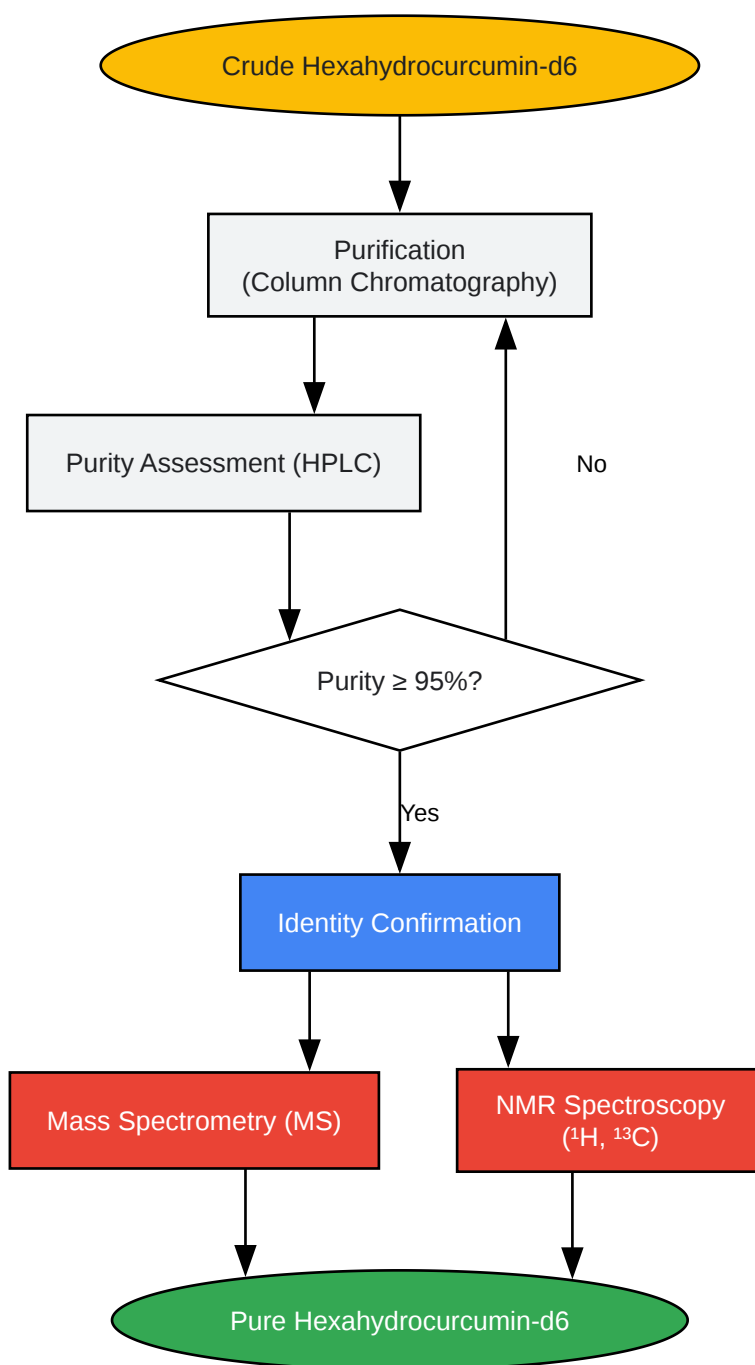 Crude Hexahydrocurcumin-d6
Purification
(Column Chromatography)
Purity Assessment (HPLC)
No
Purity ≥ 95%?
Yes
Identity Confirmation
Mass Spectrometry (MS)
NMR Spectroscopy
(¹H, ¹³C)
Pure Hexahydrocurcumin-d6